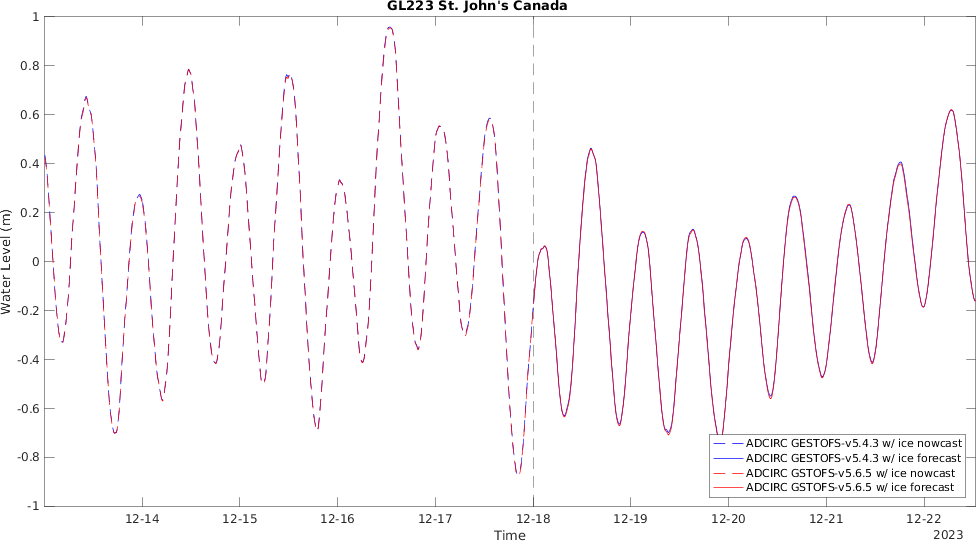 GL223 St. John's Canada
1
0.8
0.6
0.4
0.2
0
-0.2
-0.4
-0.6
-0.8
-1
Water Level (m)
ADCIRC GESTOFS-v5.4.3 w/ ice nowcast
ADCIRC GESTOFS-v5.4.3 w/ ice forecast
ADCIRC GSTOFS-v5.6.5 w/ ice nowcast
ADCIRC GSTOFS-v5.6.5 w/ ice forecast
12-14 12-15 12-16 12-17 12-18 12-19 12-20 12-21 12-22
Time
2023